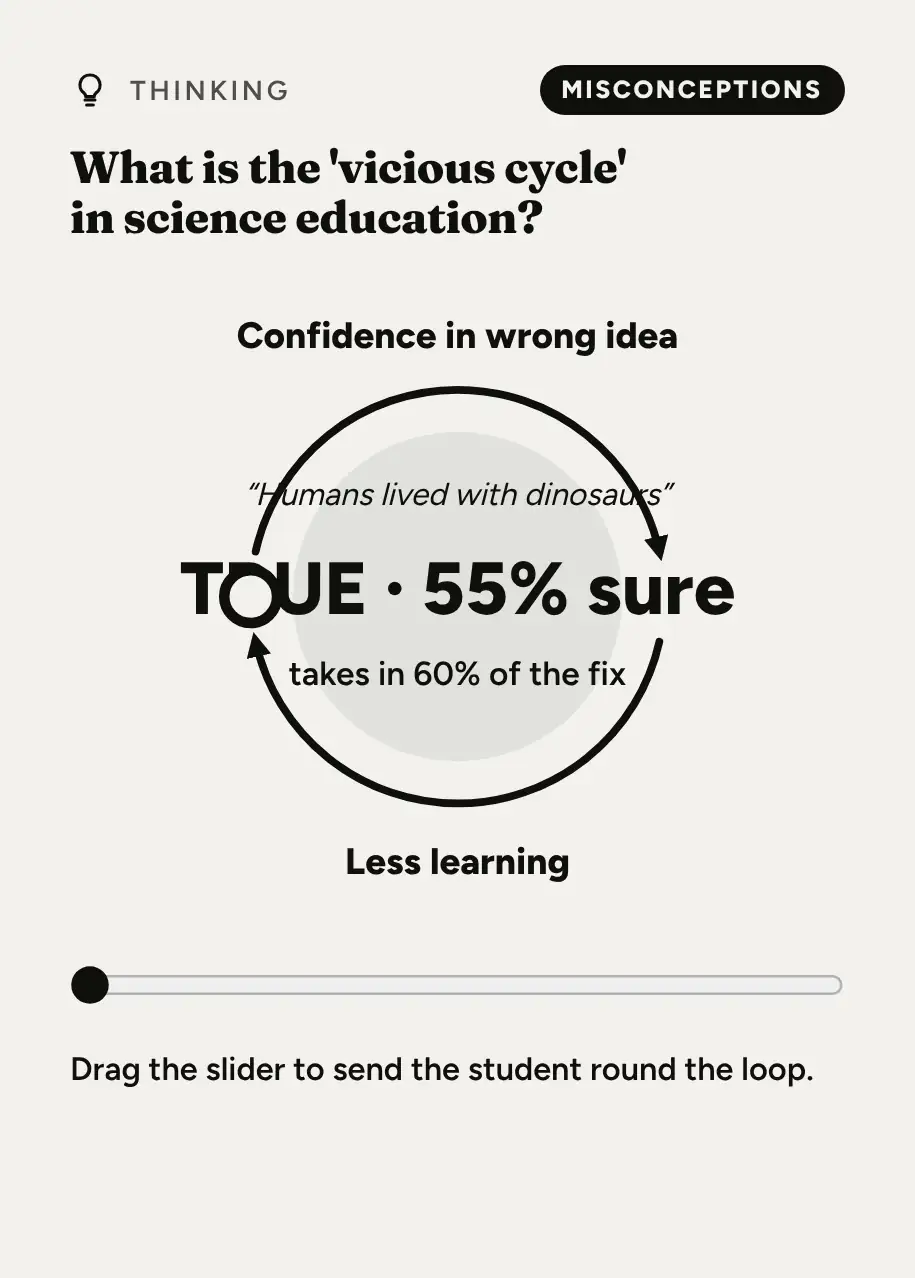 THINKING
MISCONCEPTIONS
What is the 'vicious cycle'
in science education?
Confidence in wrong idea
“Humans lived with dinosaurs”
TRUE · 55% sure
takes in 60% of the fix
Less learning
Drag the slider to send the student round the loop.